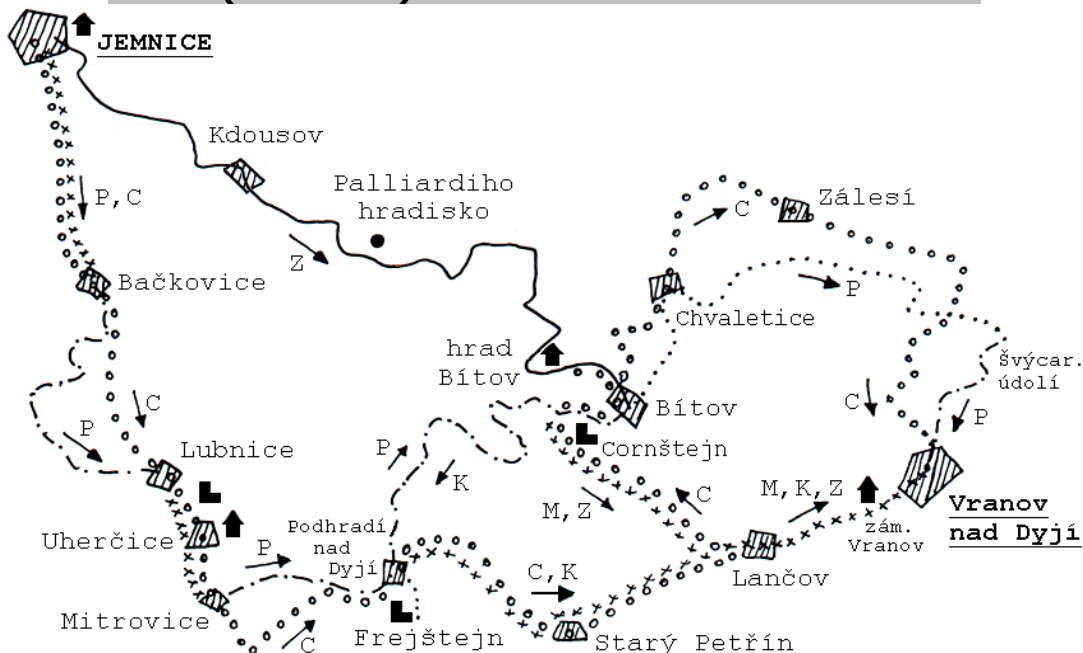 JEMNICE
Kdousov
Palliardiho
hradisko
Zálesí
C
P, C
Z
Bačkovice
P
Chvaletice
hrad
Bítov
švýcar.
údolí
Bítov
C
P
C
P
Lubnice
P
K
Cornštejn
C
M, Z
M, K, Z
Vranov
nad Dyjí
zám.
Vranov
Uherčice
P
Podhradí
nad
Dyjí
Lančov
C, K
Mitrovice
C
Frejštejn
Starý Petřín